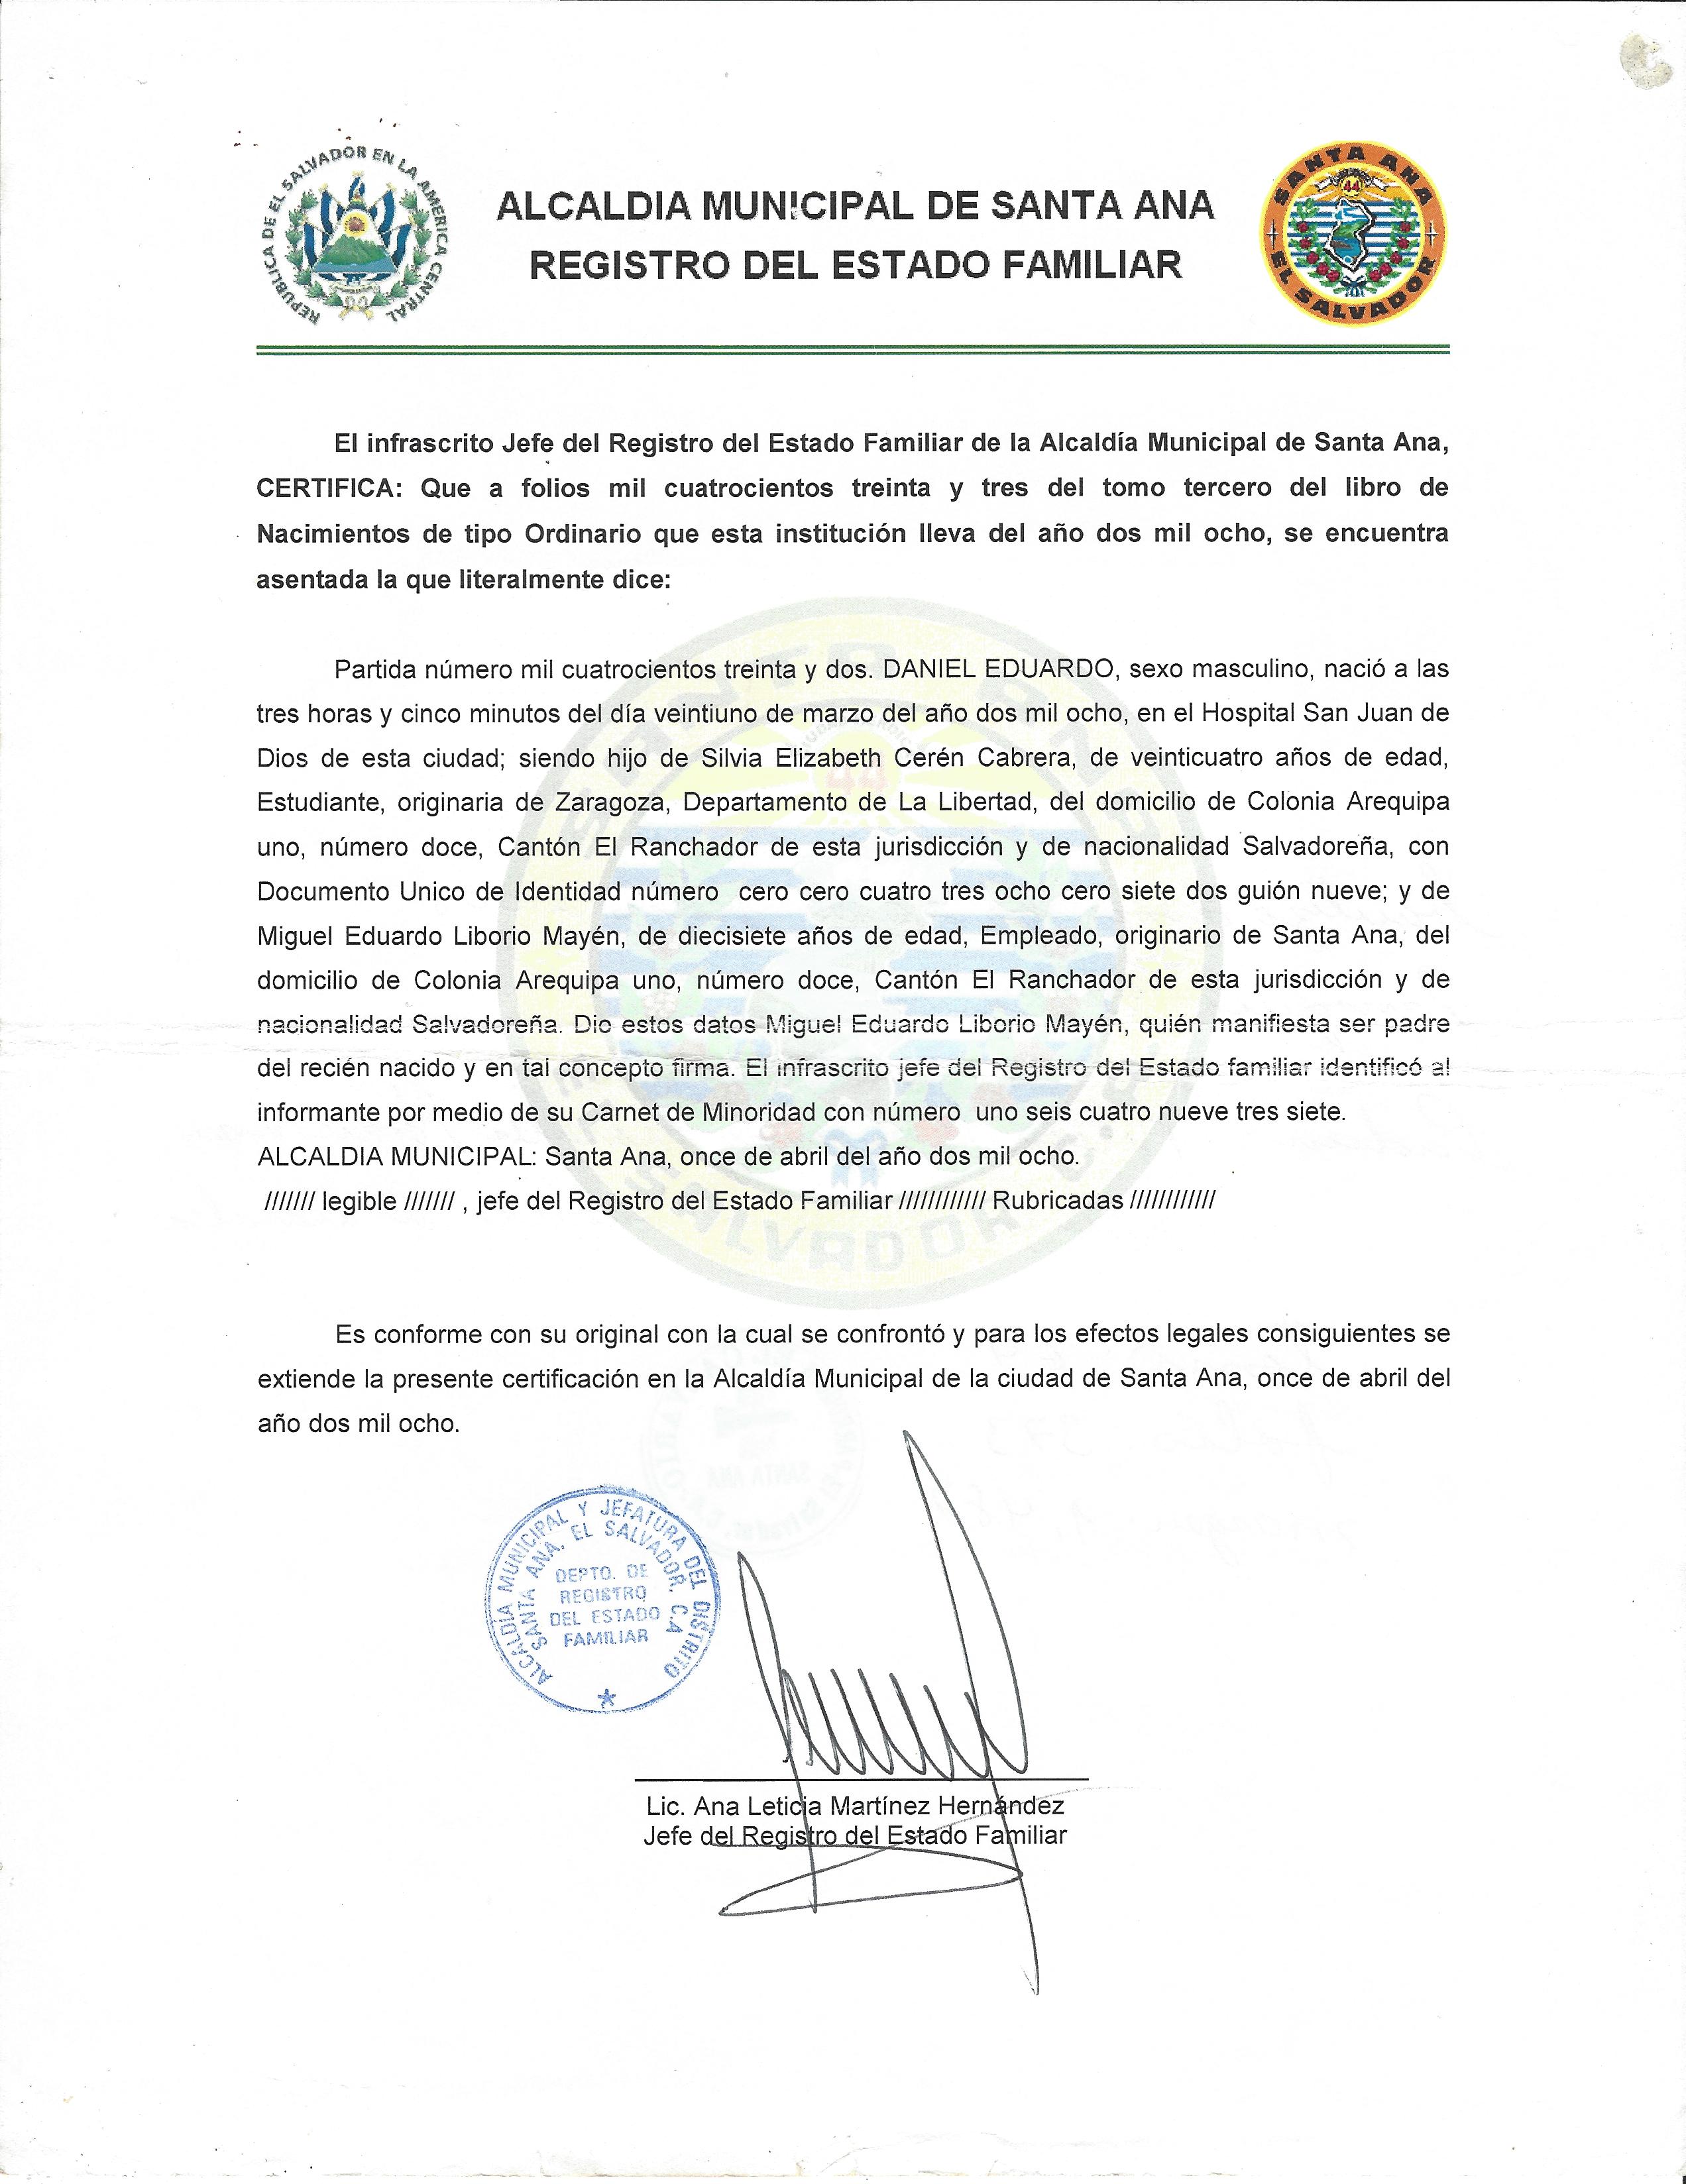 REPUBLICA DE EL SALVADOR EN LA AMERICA CENTRAL
ALCALDIA MUNICIPAL DE SANTA ANA
REGISTRO DEL ESTADO FAMILIAR
SANTA ANA
44
EL SALVADOR
El infrascrito Jefe del Registro del Estado Familiar de la Alcaldía Municipal de Santa Ana,
CERTIFICA: Que a folios mil cuatrocientos treinta y tres del tomo tercero del libro de
Nacimientos de tipo Ordinario que esta institución lleva del año dos mil ocho, se encuentra
asentada la que literalmente dice:
Partida número mil cuatrocientos treinta y dos. DANIEL EDUARDO, sexo masculino, nació a las
tres horas y cinco minutos del día veintiuno de marzo del año dos mil ocho, en el Hospital San Juan de
Dios de esta ciudad; siendo hijo de Silvia Elizabeth Cerén Cabrera, de veinticuatro años de edad,
Estudiante, originaria de Zaragoza, Departamento de La Libertad, del domicilio de Colonia Arequipa
uno, número doce, Cantón El Ranchador de esta jurisdicción y de nacionalidad Salvadoreña, con
Documento Unico de Identidad número cero cero cuatro tres ocho cero siete dos guión nueve; y de
Miguel Eduardo Liborio Mayén, de diecisiete años de edad, Empleado, originario de Santa Ana, del
domicilio de Colonia Arequipa uno, número doce, Cantón El Ranchador de esta jurisdicción y de
nacionalidad Salvadoreña. Dio estos datos Miguel Eduardo Liborio Mayén, quién manifiesta ser padre
del recién nacido y en tal concepto firma. El infrascrito jefe del Registro del Estado familiar identificó al
informante por medio de su Carnet de Minoridad con número uno seis cuatro nueve tres siete.
ALCALDIA MUNICIPAL: Santa Ana, once de abril del año dos mil ocho.
/////// legible /////// , jefe del Registro del Estado Familiar //////////// Rubricadas ////////////
Es conforme con su original con la cual se confrontó y para los efectos legales consiguientes se
extiende la presente certificación en la Alcaldía Municipal de la ciudad de Santa Ana, once de abril del
año dos mil ocho.
ALCALDIA MUNICIPAL Y JEFATURA DEL DISTRITO
SANTA ANA, EL SALVADOR, C.A
DEPTO. DE
REGISTRO
DEL ESTADO
FAMILIAR
Lic. Ana Leticia Martínez Hernández
Jefe del Registro del Estado Familiar